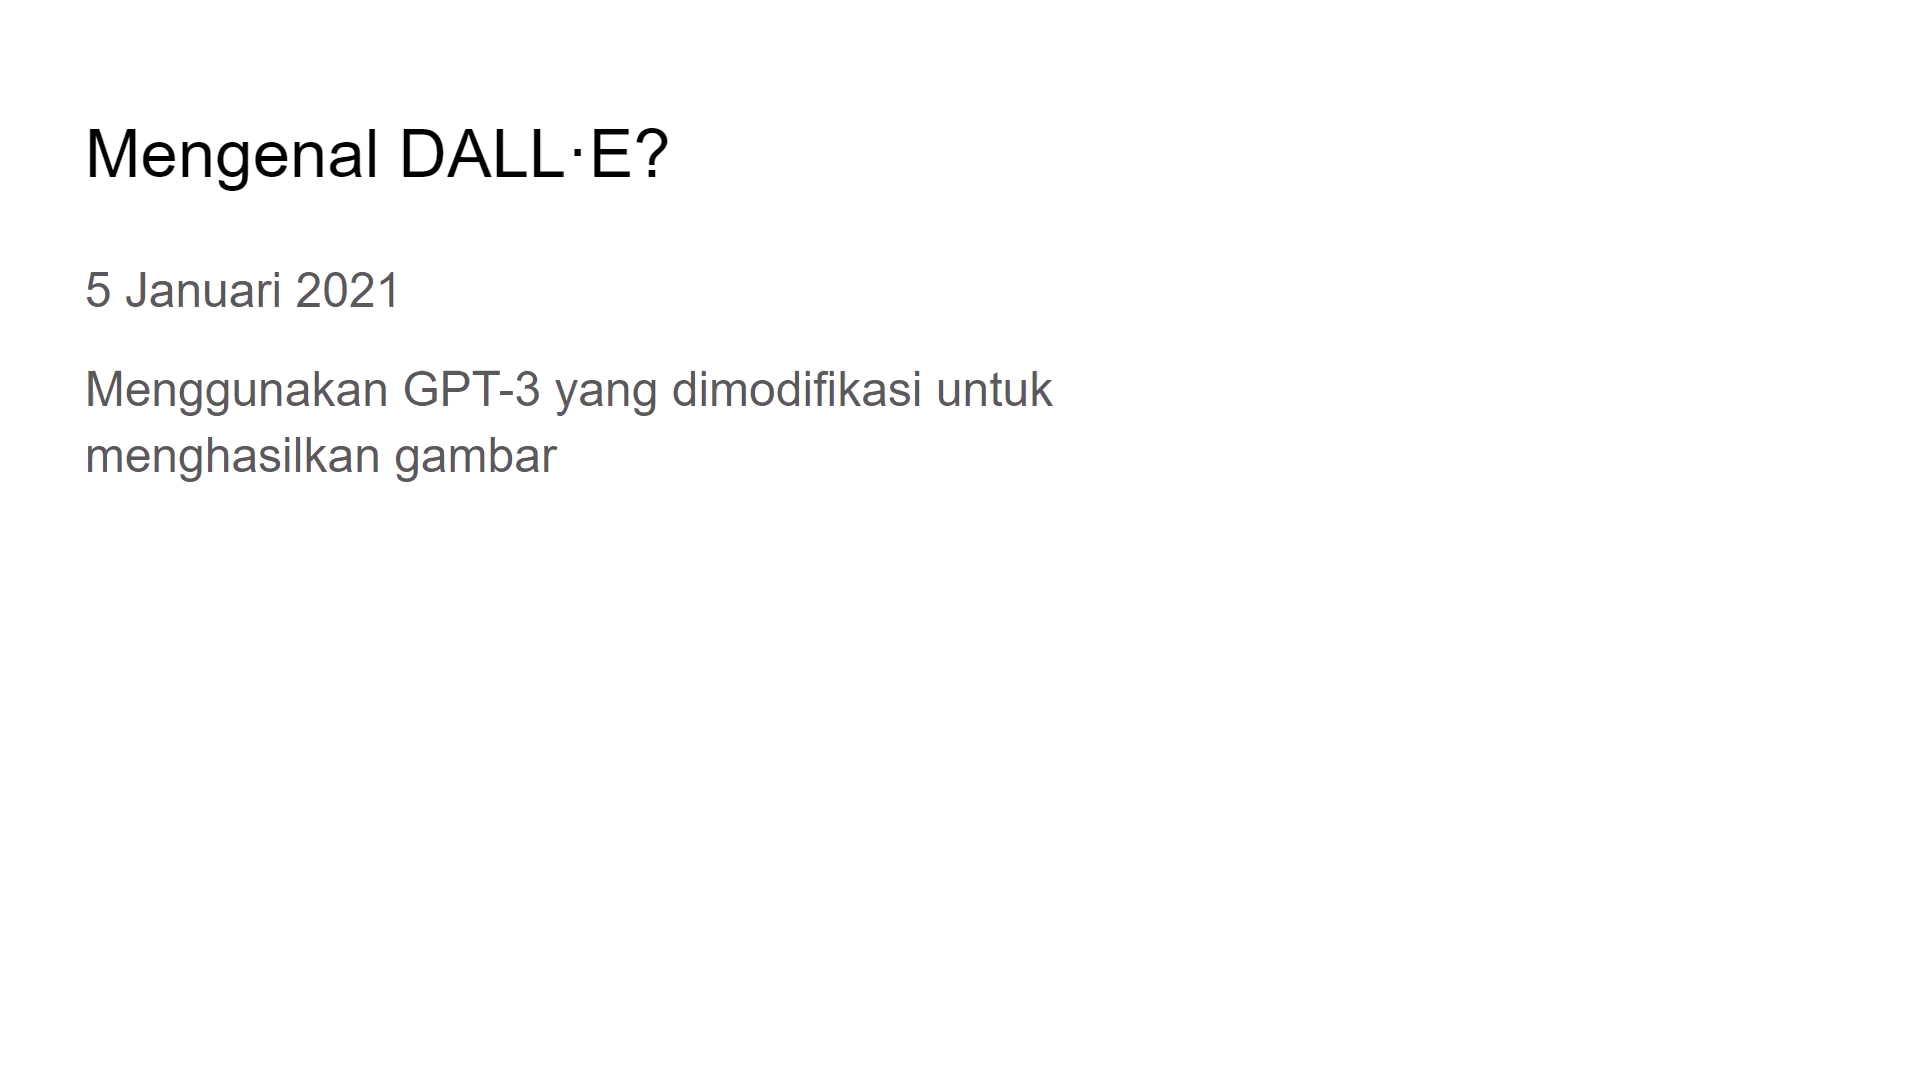 Mengenal DALL·E?
5 Januari 2021
Menggunakan GPT-3 yang dimodifikasi untuk
menghasilkan gambar